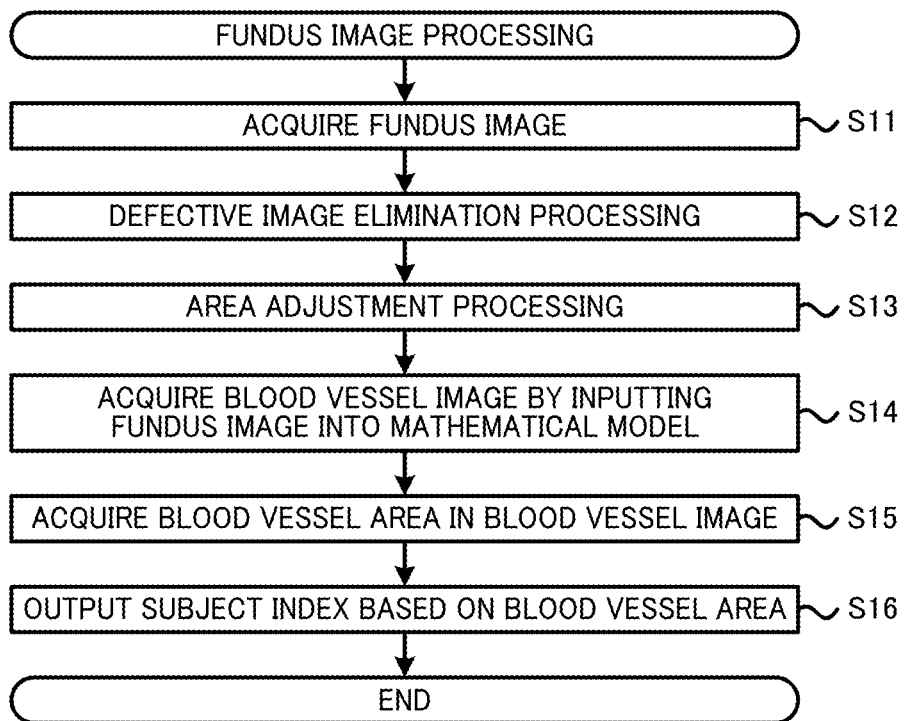 FUNDUS IMAGE PROCESSING
ACQUIRE FUNDUS IMAGE
S11
DEFECTIVE IMAGE ELIMINATION PROCESSING
S12
AREA ADJUSTMENT PROCESSING
S13
ACQUIRE BLOOD VESSEL IMAGE BY INPUTTING
FUNDUS IMAGE INTO MATHEMATICAL MODEL
S14
ACQUIRE BLOOD VESSEL AREA IN BLOOD VESSEL IMAGE
S15
OUTPUT SUBJECT INDEX BASED ON BLOOD VESSEL AREA
S16
END